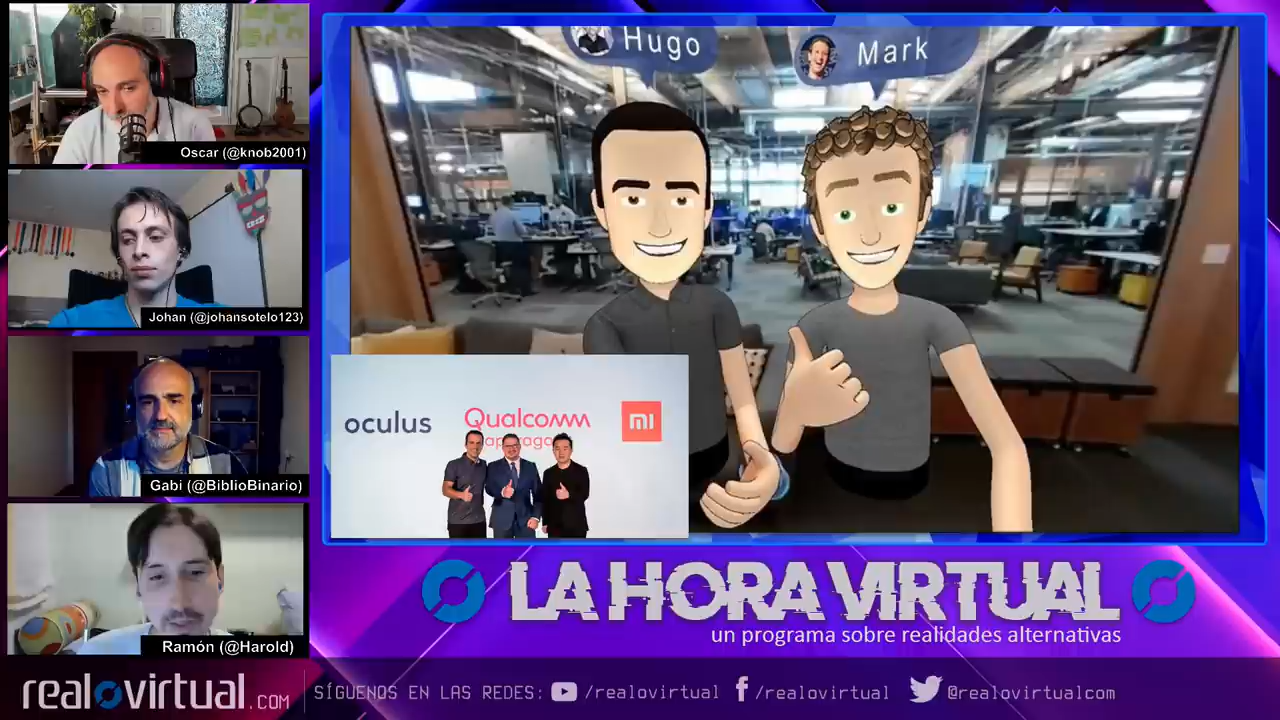 Oscar (@knob2001)
Johan (@johansotelo123)
Gabi (@BiblioBinario)
Ramón (@Harold)
Hugo
Mark
oculus
Qualcomm
mi
LA HORA VIRTUAL
un programa sobre realidades alternativas
realovirtual.com
SÍGUENOS EN LAS REDES:
/realovirtual
/realovirtual
@realovirtualcom